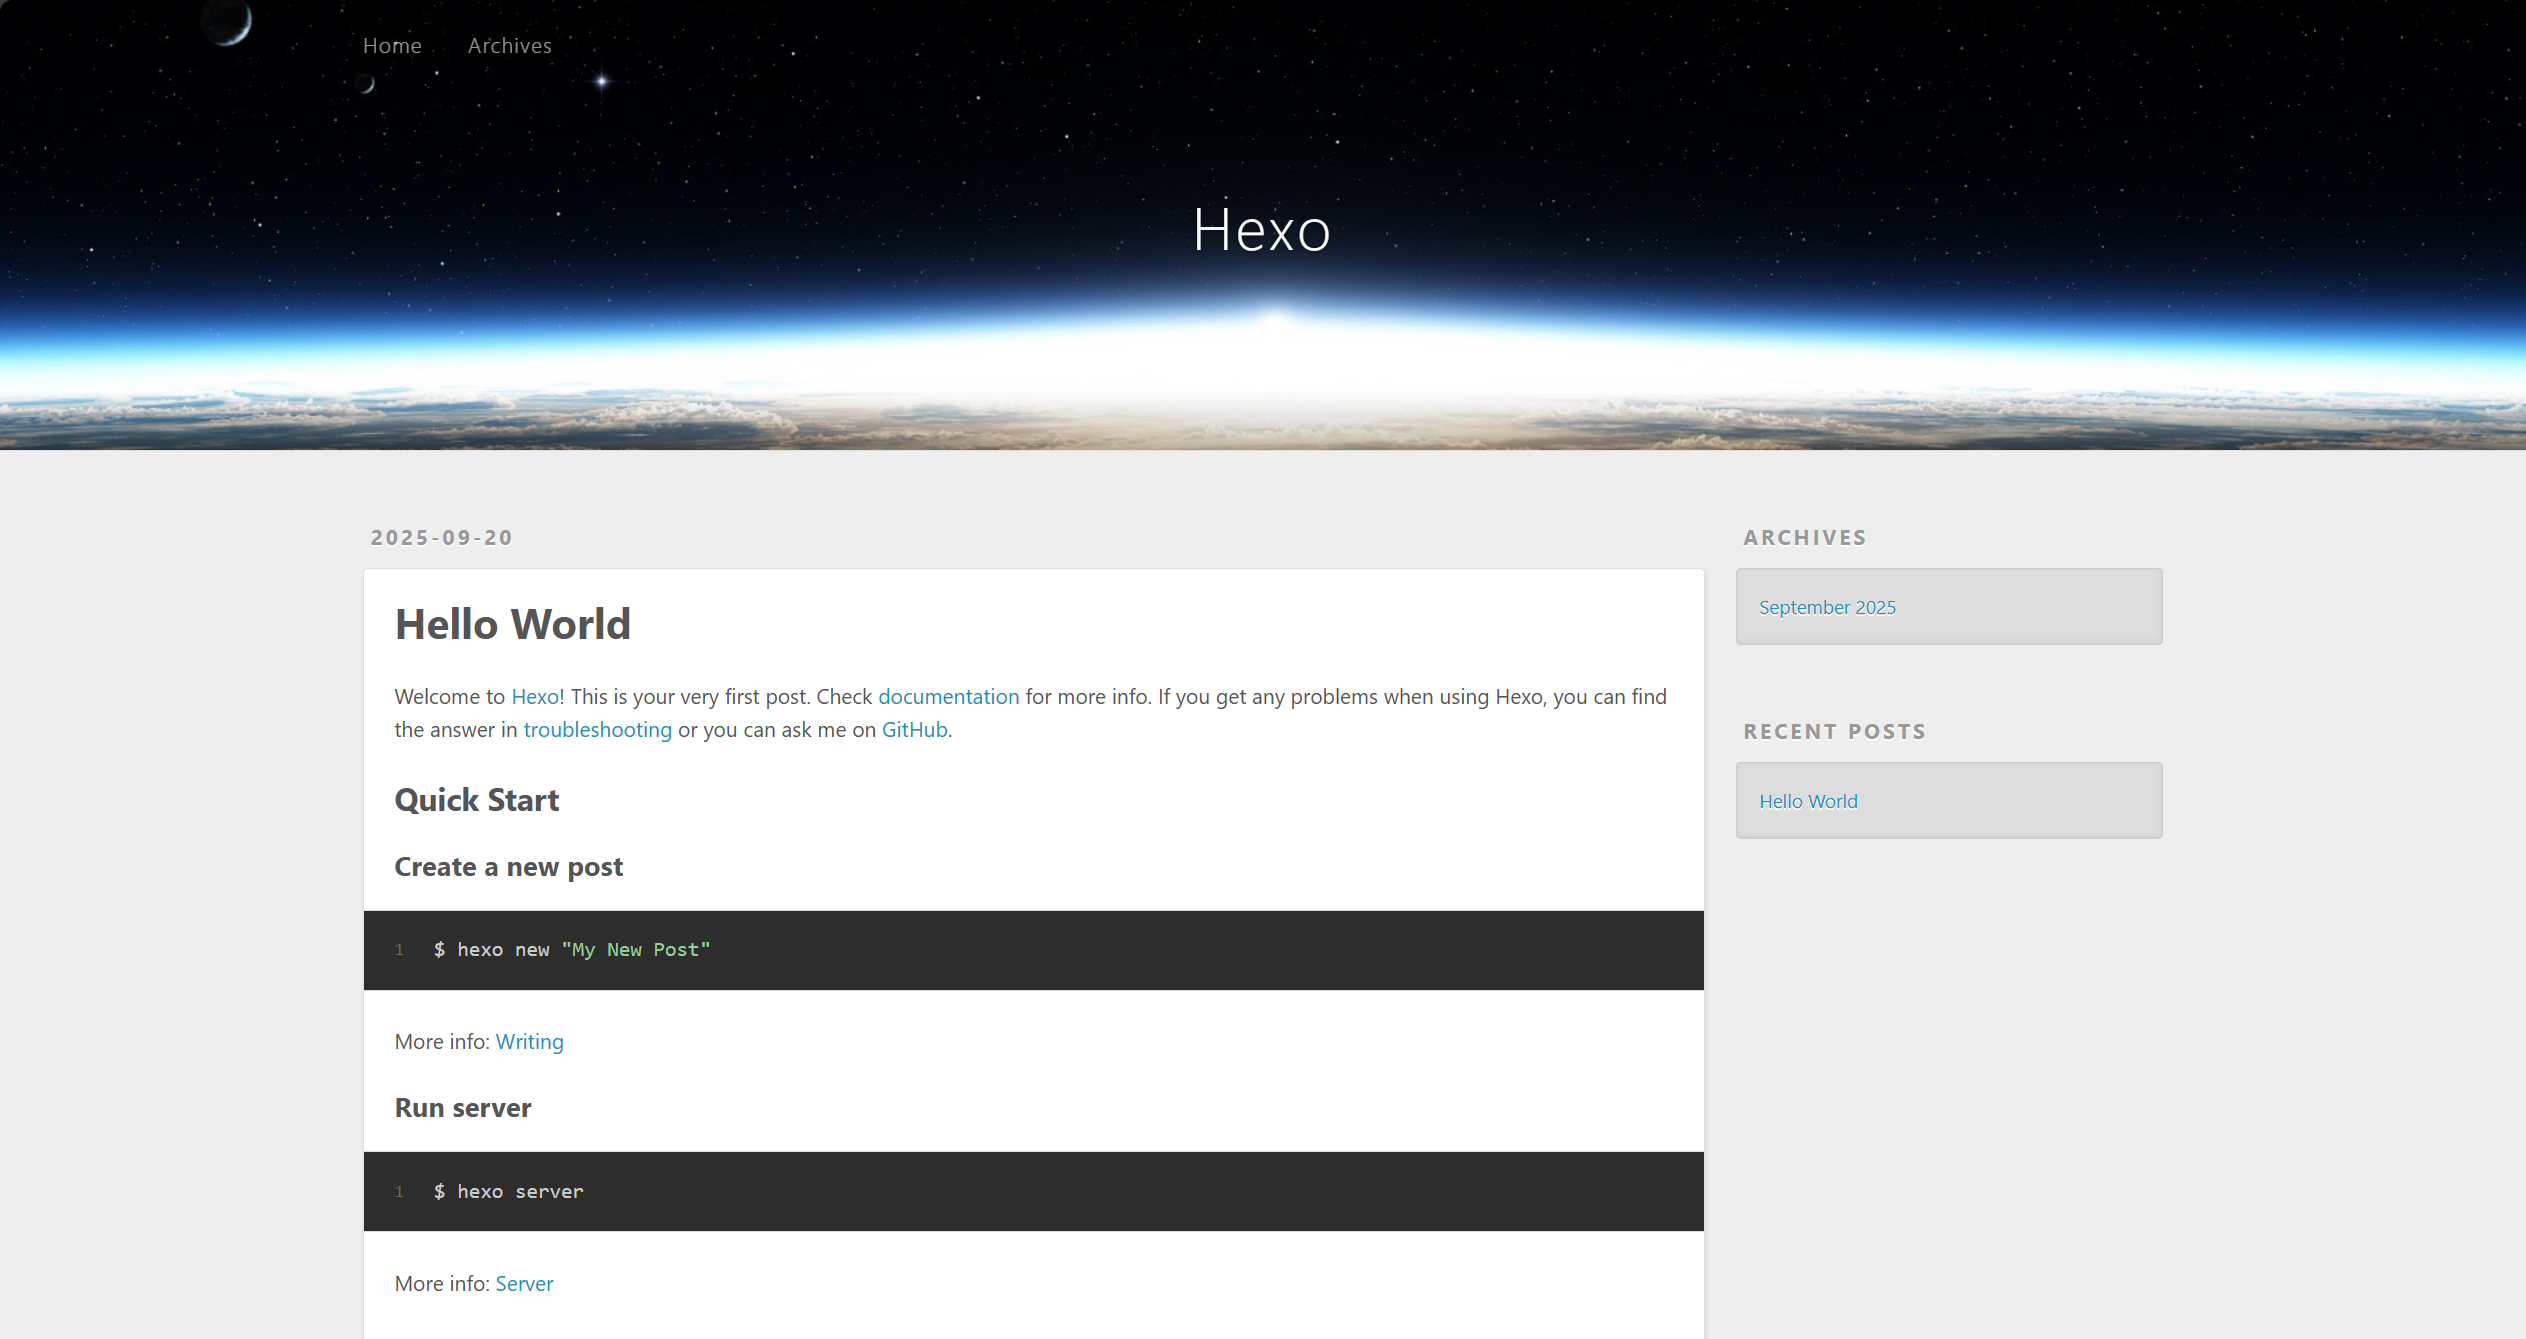 Home Archives
Hexo
2025-09-20
Hello World
Welcome to Hexo! This is your very first post. Check documentation for more info. If you get any problems when using Hexo, you can find
the answer in troubleshooting or you can ask me on GitHub.
Quick Start
Create a new post
1 $ hexo new "My New Post"
More info: Writing
Run server
1 $ hexo server
More info: Server
ARCHIVES
September 2025
RECENT POSTS
Hello World